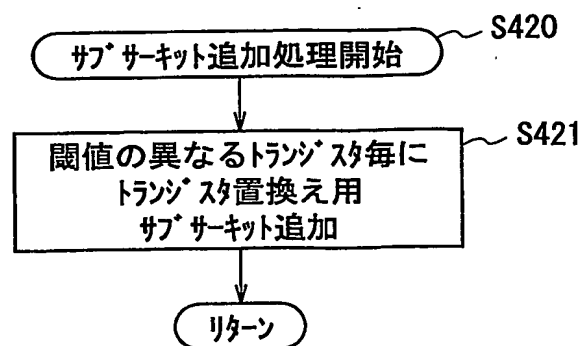 サブサーキット追加処理開始
S420
閾値の異なるトランジスタ毎に
トランジスタ置換え用
サブサーキット追加
S421
リターン